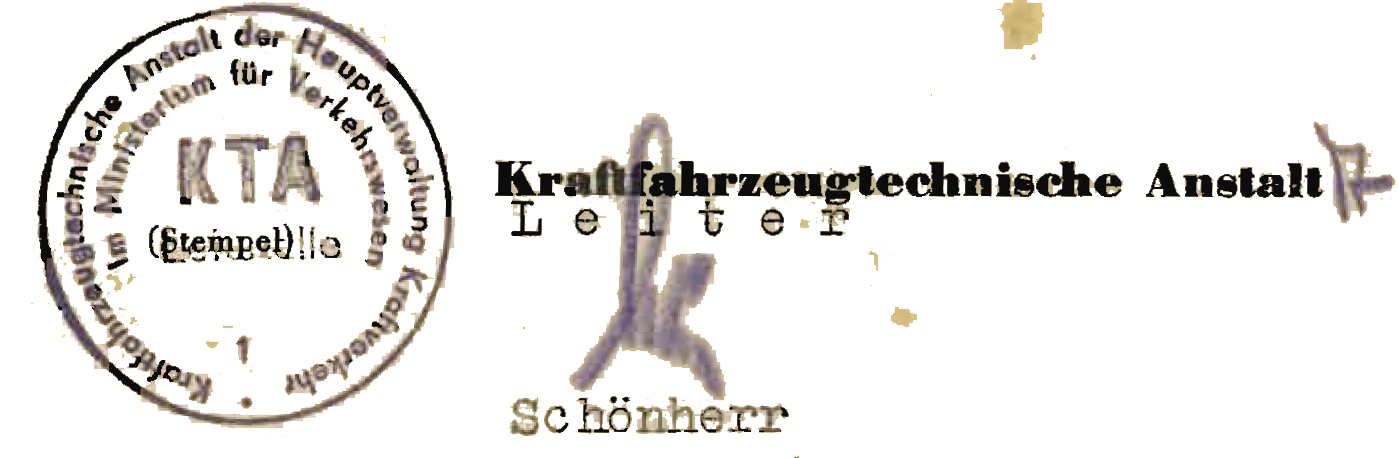 Kraftfahrzeugtechnische Anstalt der Hauptverwaltung Kraftverkehr
im Ministerium für Verkehrswesen
KTA
(Stempel)
1
Kraftfahrzeugtechnische Anstalt
Leiter
Schönherr